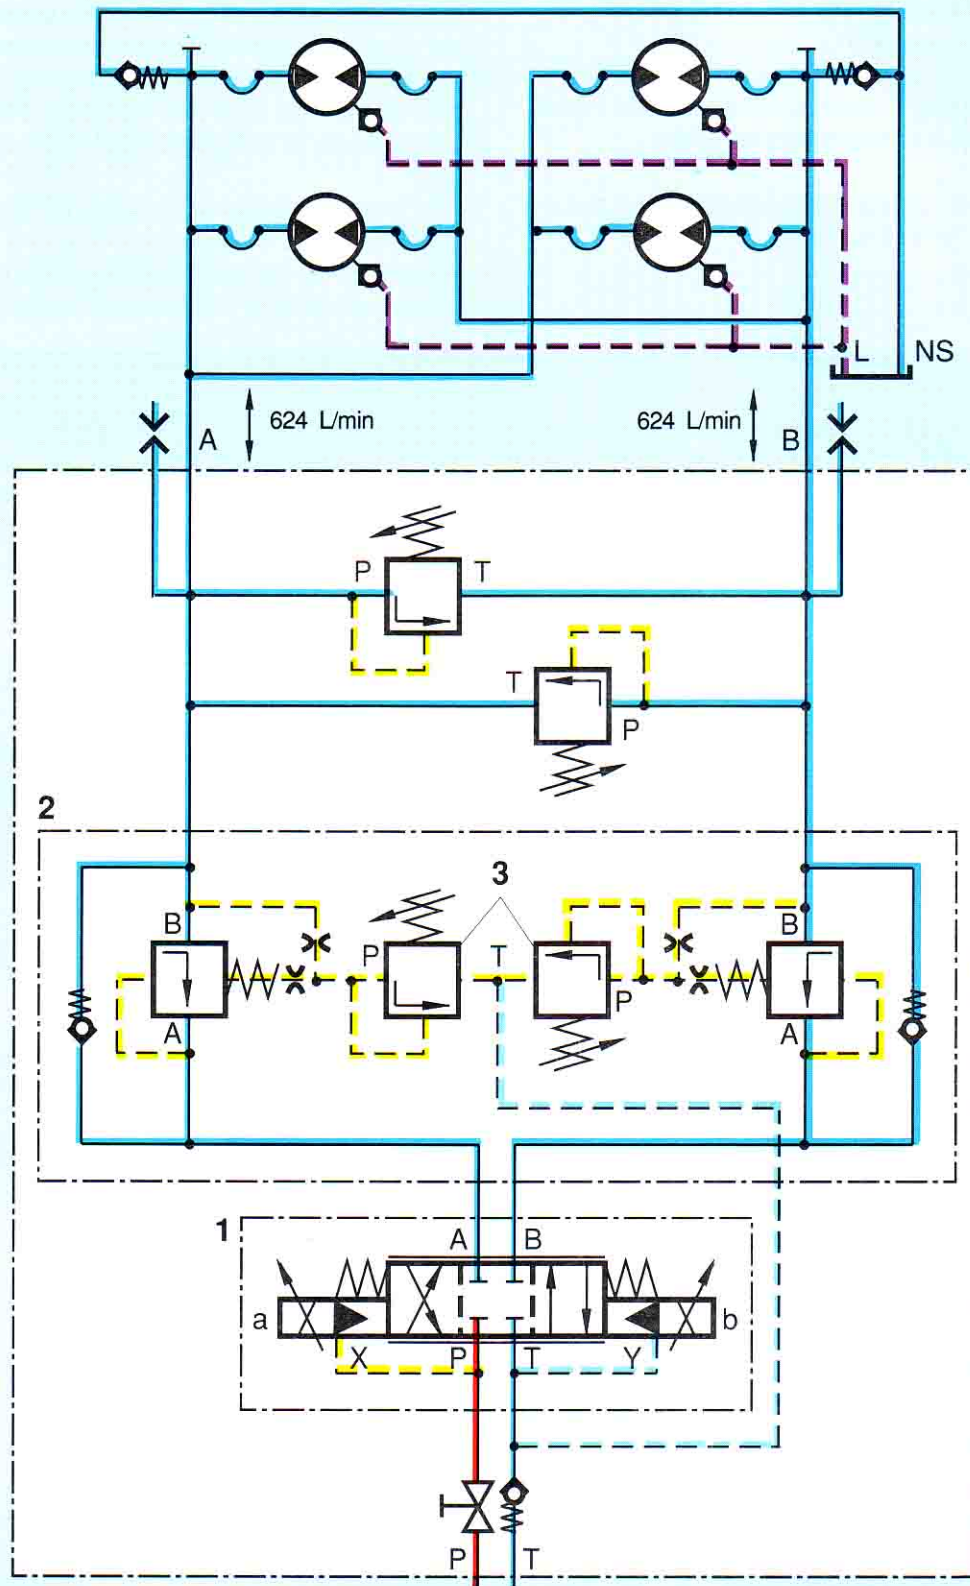 L NS
624 L/min 624 L/min
A B
P T
T P
2
3
B P T P B
A A
1 A B
a b
X P T Y
P T